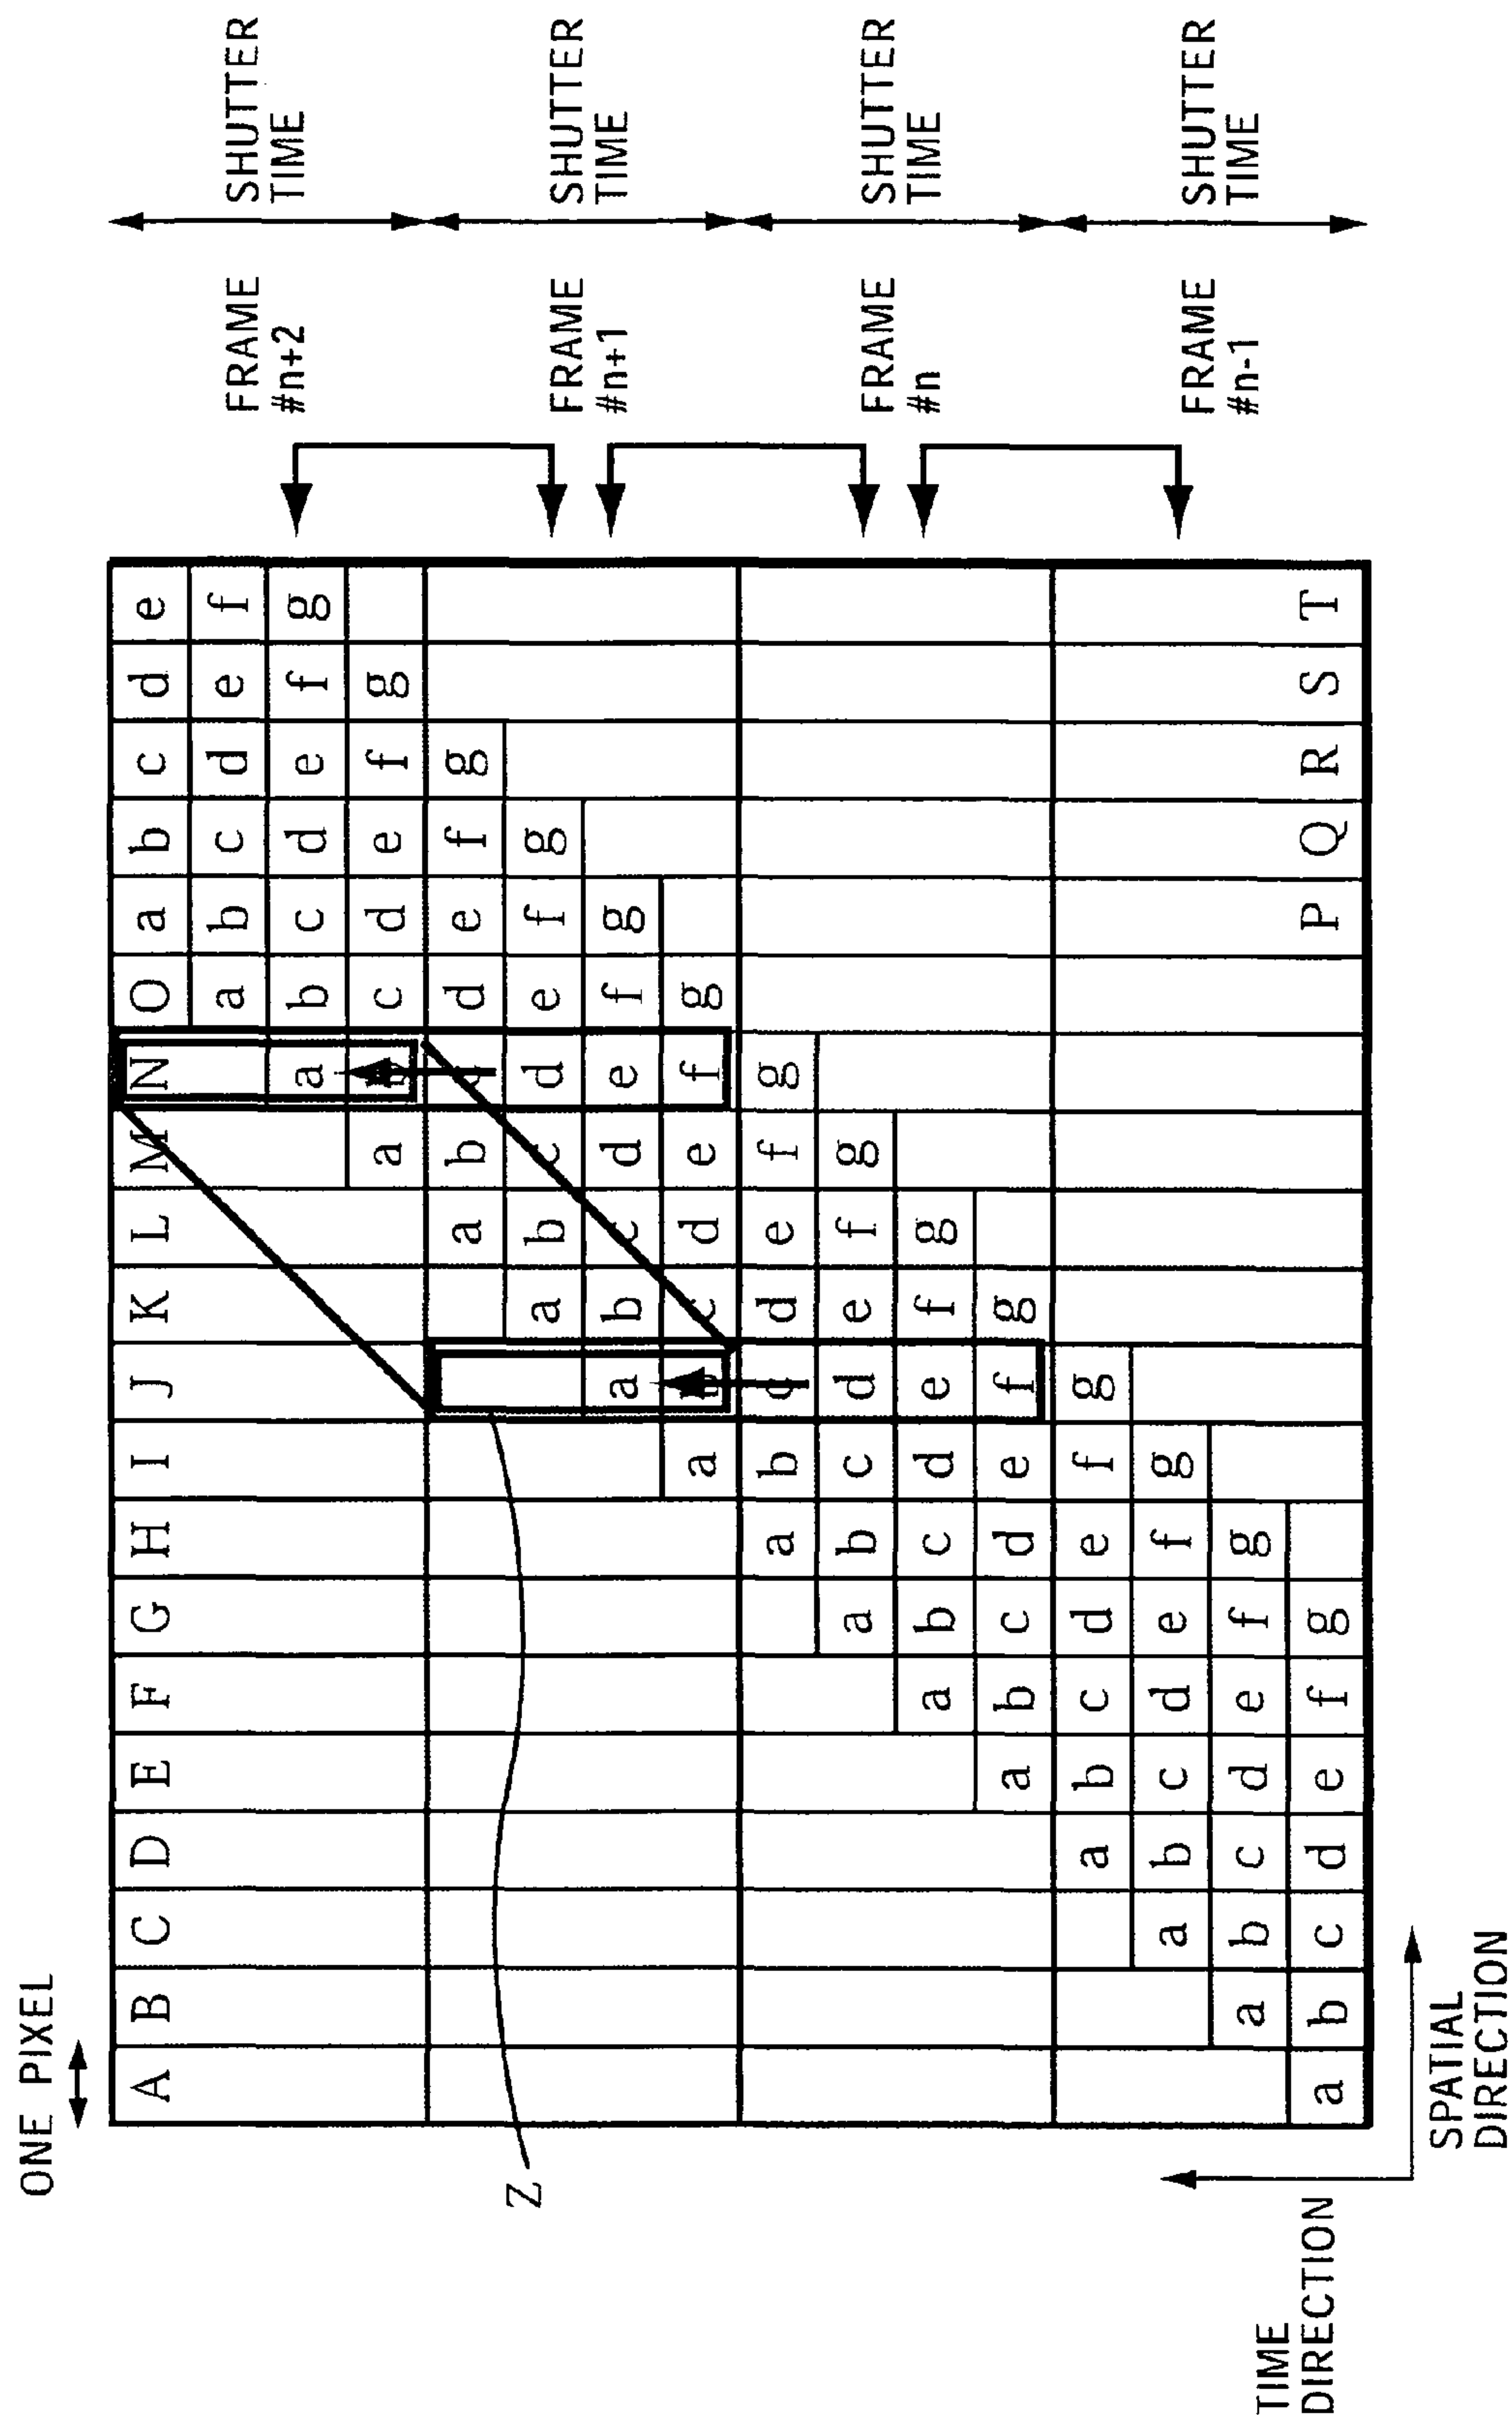 ONE PIXEL
A B C D E F G H I J K L M N O a b c d e
a b c d e f
FRAME
#n+2
SHUTTER
TIME
a b c d e f g
a c d e f g
a b d e f g
Z
a b c d e f g
FRAME
#n+1
SHUTTER
TIME
a b c d e f g
a c d e f g
a b d e f g
a b c d e f g
FRAME
#n
SHUTTER
TIME
a b c d e f g
a b c d e f g
a b c d e f g
a b c d e f g
FRAME
#n-1
SHUTTER
TIME
a b c d e f g
a b c d e f g P Q R S T
TIME
DIRECTION
SPATIAL
DIRECTION